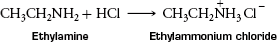 CH₃CH₂NH₂ + HCl ⟶ CH₃CH₂N⁺H₃ Cl⁻
Ethylamine Ethylammonium chloride